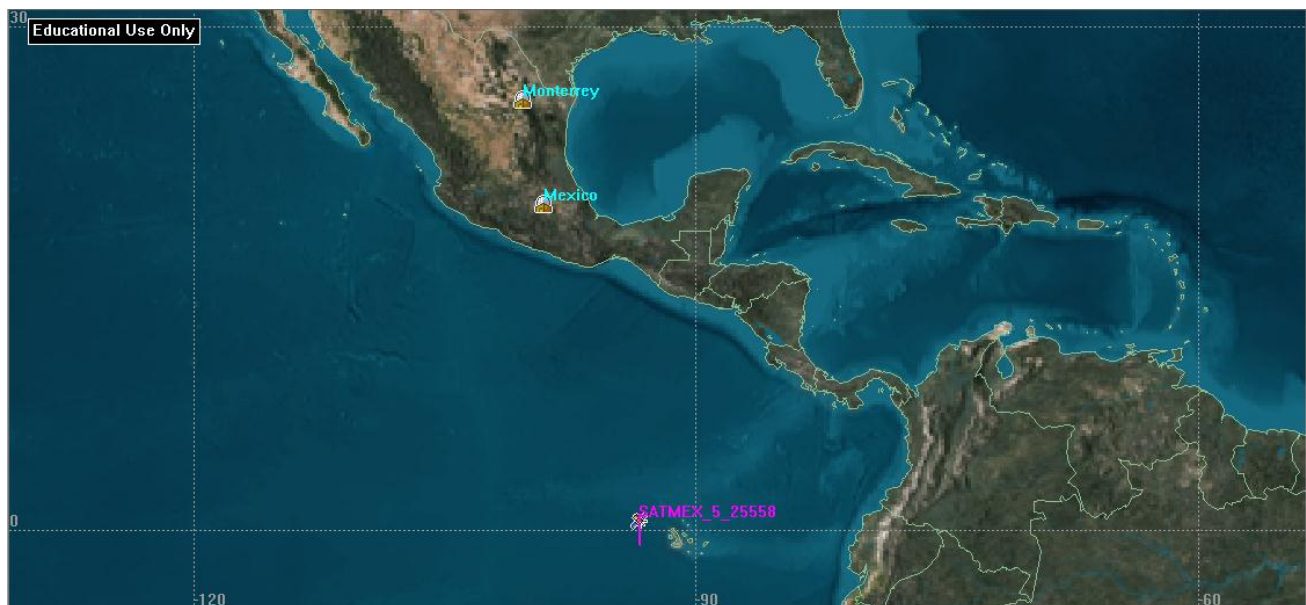 30
Educational Use Only
Monterrey
Mexico
SATMEX_5_25558
0
-120
-90
-60